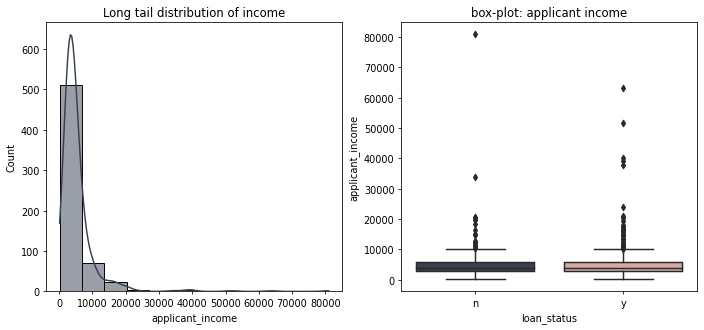 Long tail distribution of income
600
500
400
300
200
100
0
Count
0 10000 20000 30000 40000 50000 60000 70000 80000
applicant_income
box-plot: applicant income
80000
70000
60000
50000
40000
30000
20000
10000
0
applicant_income
n y
loan_status